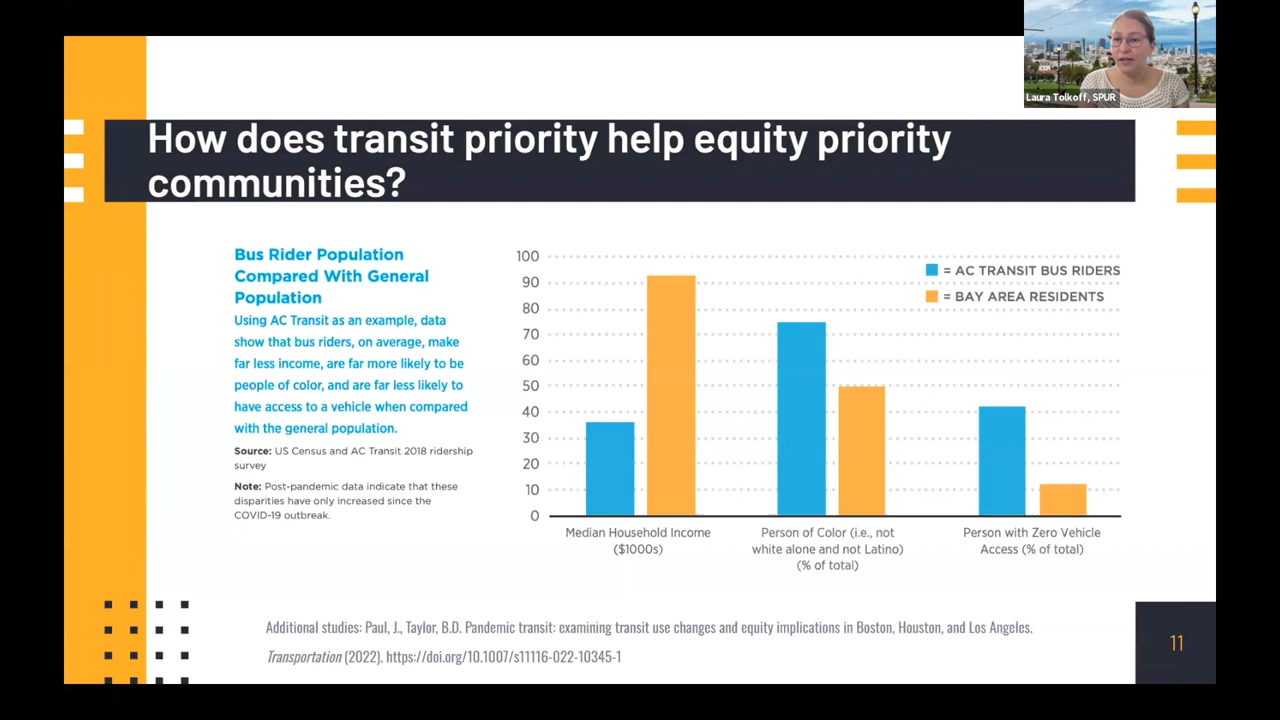 Laura Tolkoff, SPUR
How does transit priority help equity priority
communities?
Bus Rider Population
Compared With General
Population
Using AC Transit as an example, data
show that bus riders, on average, make
far less income, are far more likely to be
people of color, and are far less likely to
have access to a vehicle when compared
with the general population.
Source: US Census and AC Transit 2018 ridership
survey
Note: Post-pandemic data indicate that these
disparities have only increased since the
COVID-19 outbreak.
100
90
80
70
60
50
40
30
20
10
0
= AC TRANSIT BUS RIDERS
= BAY AREA RESIDENTS
Median Household Income
($1000s)
Person of Color (i.e., not
white alone and not Latino)
(% of total)
Person with Zero Vehicle
Access (% of total)
Additional studies: Paul, J., Taylor, B.D. Pandemic transit: examining transit use changes and equity implications in Boston, Houston, and Los Angeles.
Transportation (2022). https://doi.org/10.1007/s11116-022-10345-1
11